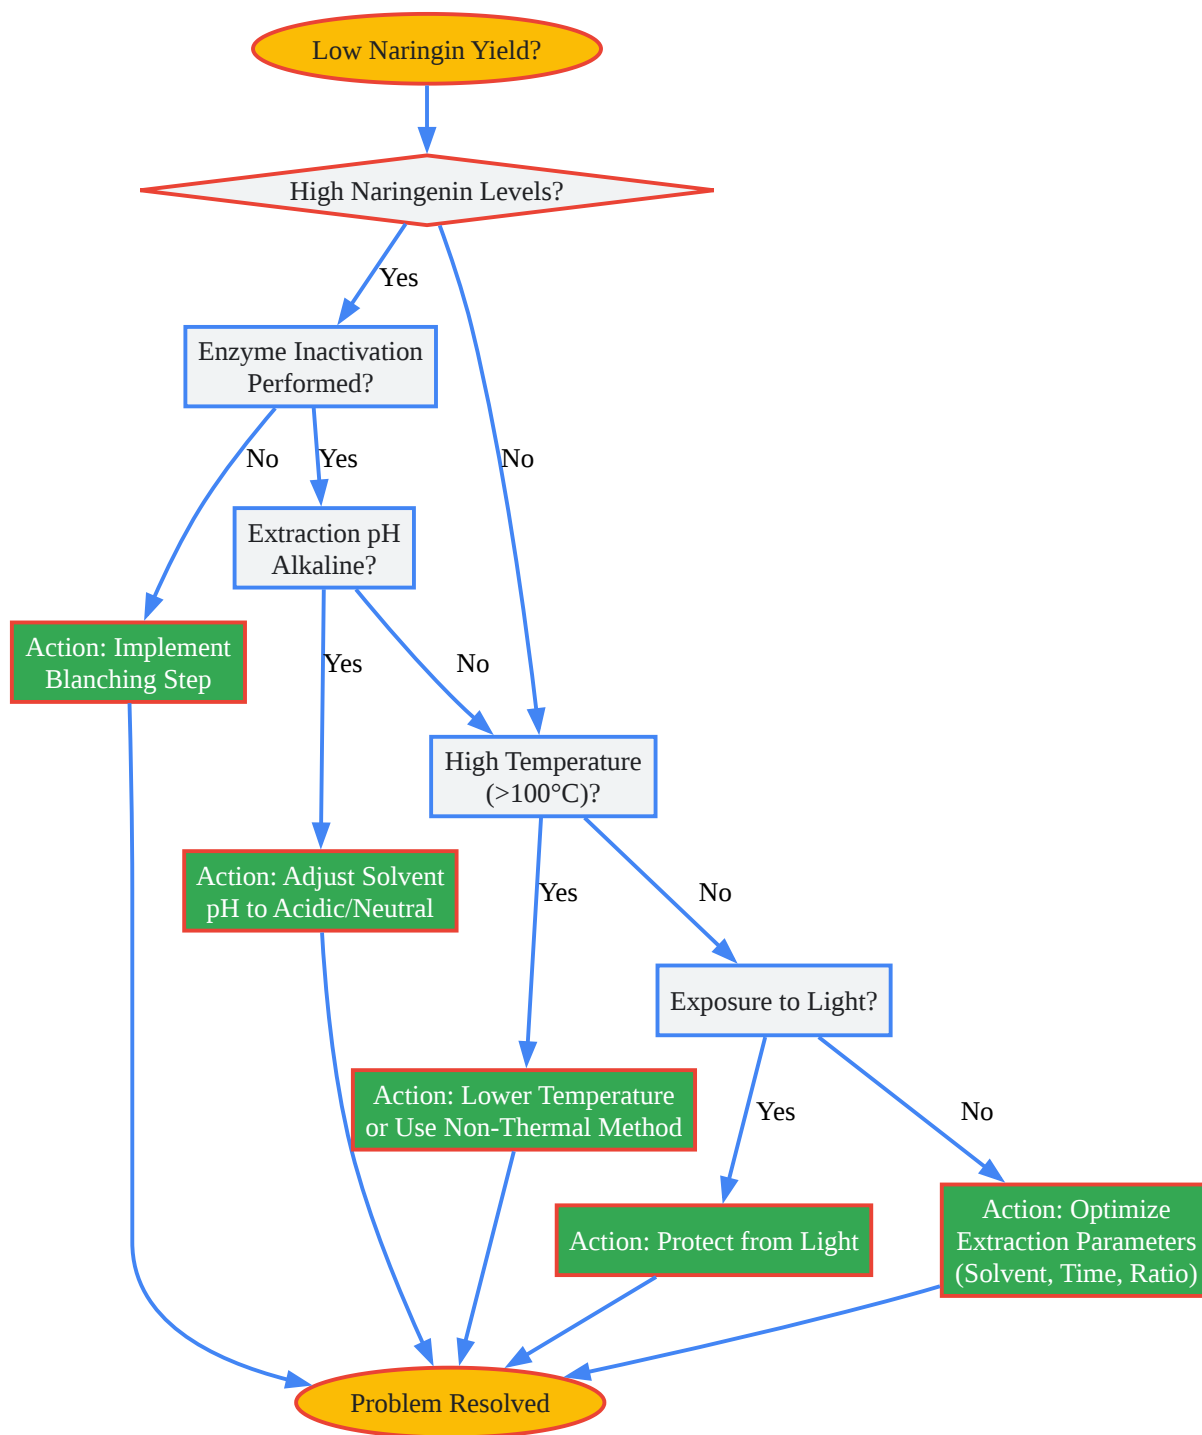 Low Naringin Yield?
High Naringenin Levels?
Yes
Enzyme Inactivation
Performed?
No
Yes
No
Extraction pH
Alkaline?
Action: Implement
Blanching Step
Yes
No
High Temperature
(>100°C)?
Action: Adjust Solvent
pH to Acidic/Neutral
Yes
No
Exposure to Light?
Action: Lower Temperature
or Use Non-Thermal Method
Yes
No
Action: Protect from Light
Action: Optimize
Extraction Parameters
(Solvent, Time, Ratio)
Problem Resolved